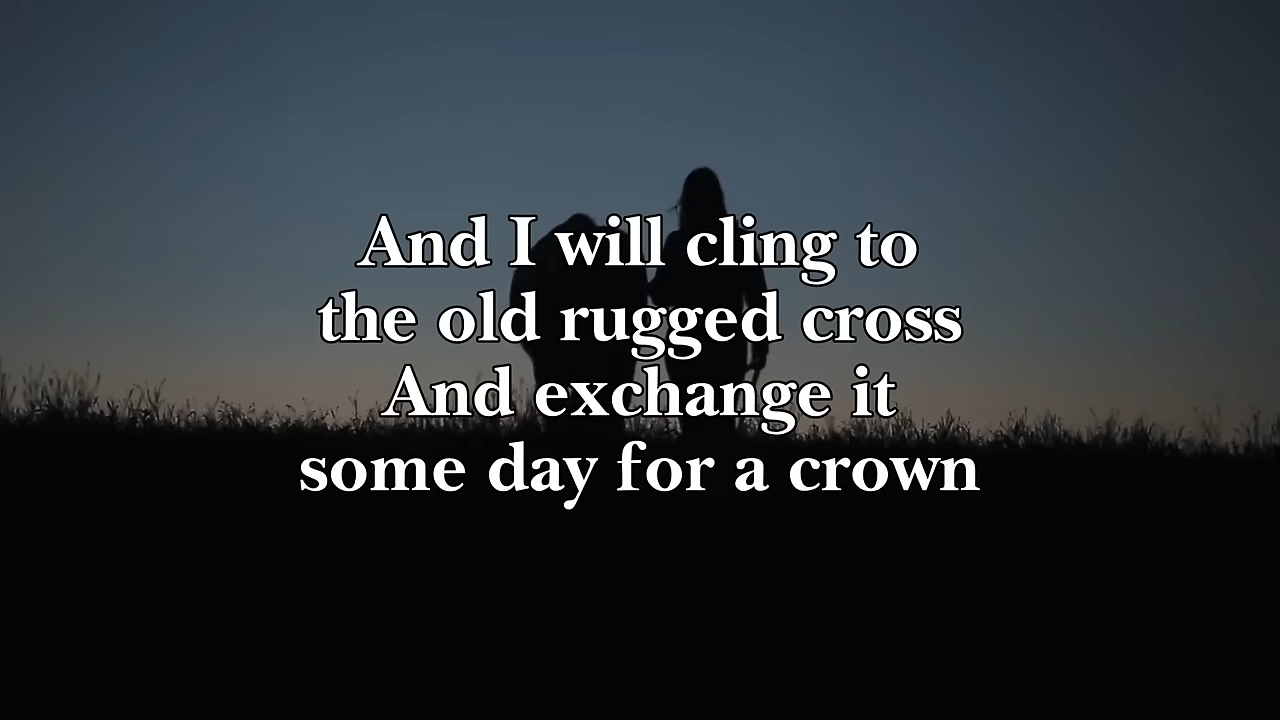 And I will cling to
the old rugged cross
And exchange it
some day for a crown